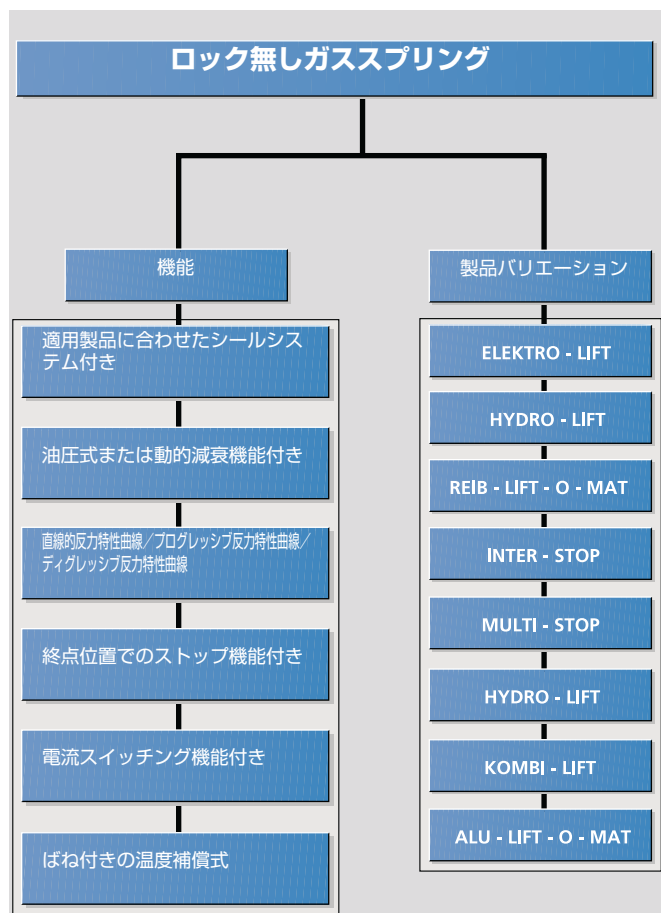 ロック無しガススプリング
機能
適用製品に合わせたシールシス
テム付き
油圧式または動的減衰機能付き
直線的反力特性曲線／プログレッシブ反力特性曲線／
ディグレッシブ反力特性曲線
終点位置でのストップ機能付き
電流スイッチング機能付き
ばね付きの温度補償式
製品バリエーション
ELEKTRO - LIFT
HYDRO - LIFT
REIB - LIFT - O - MAT
INTER - STOP
MULTI - STOP
HYDRO - LIFT
KOMBI - LIFT
ALU - LIFT - O - MAT